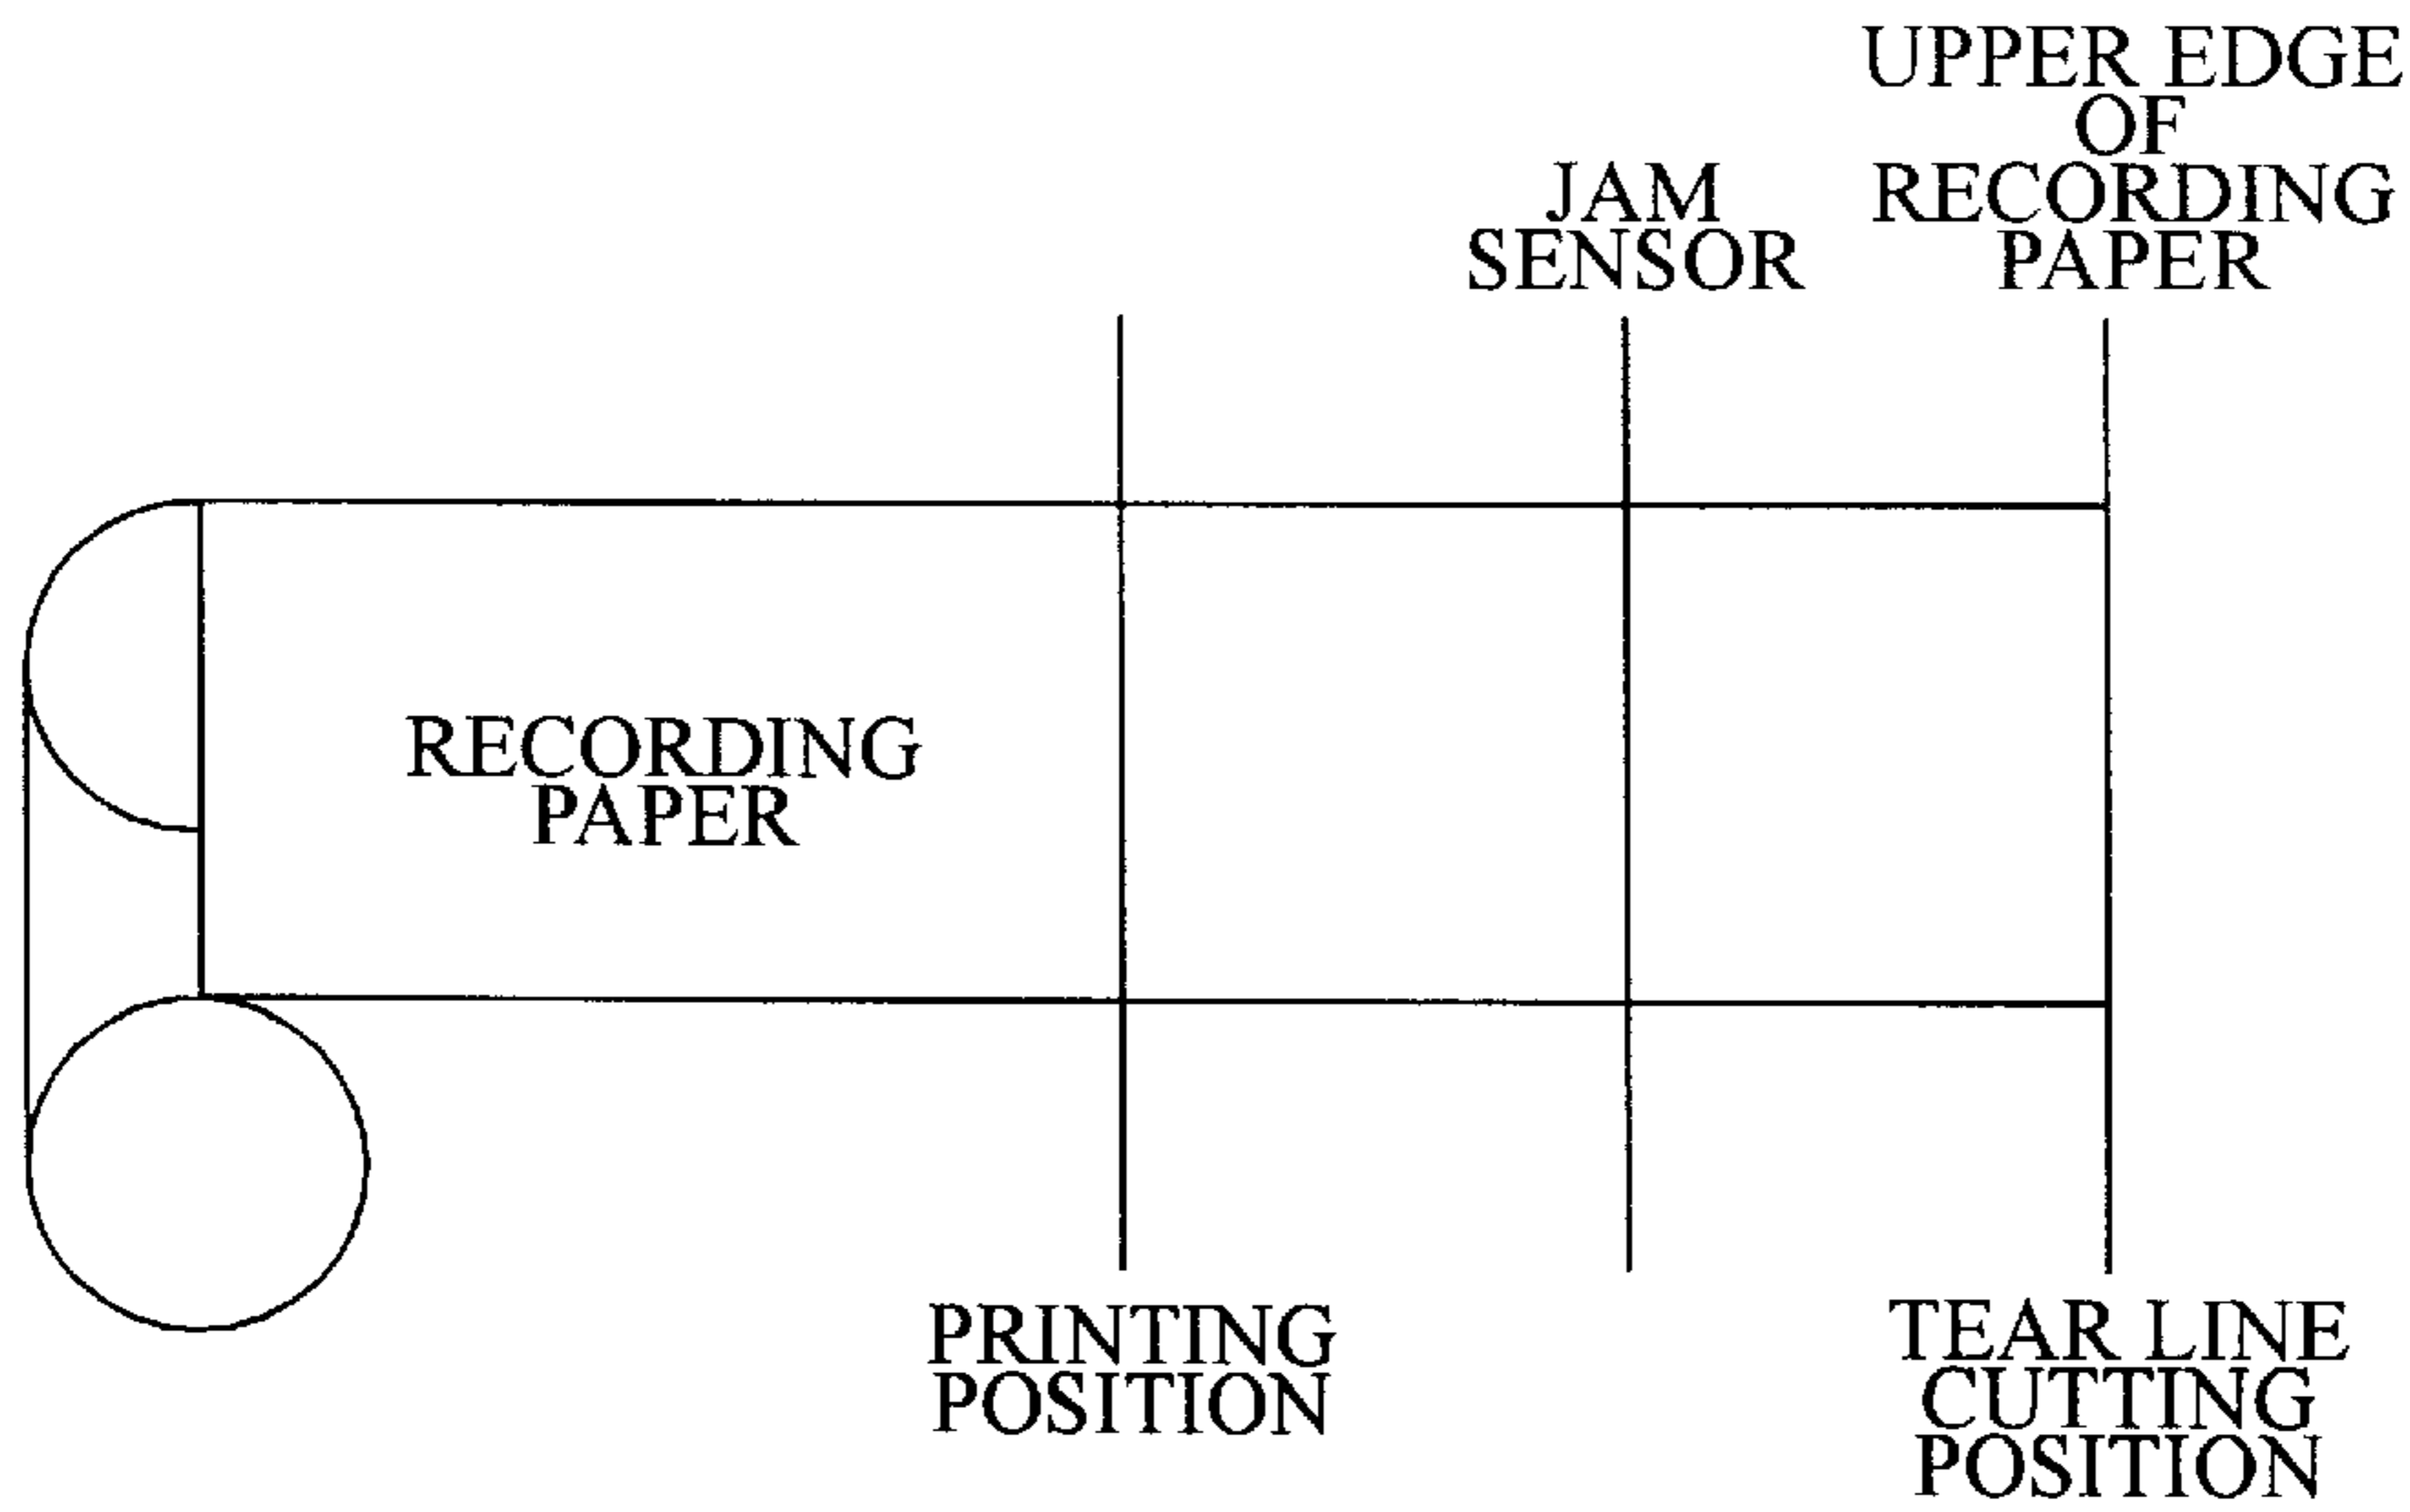 UPPER EDGE
OF
RECORDING
PAPER
JAM
SENSOR
RECORDING
PAPER
PRINTING
POSITION
TEAR LINE
CUTTING
POSITION